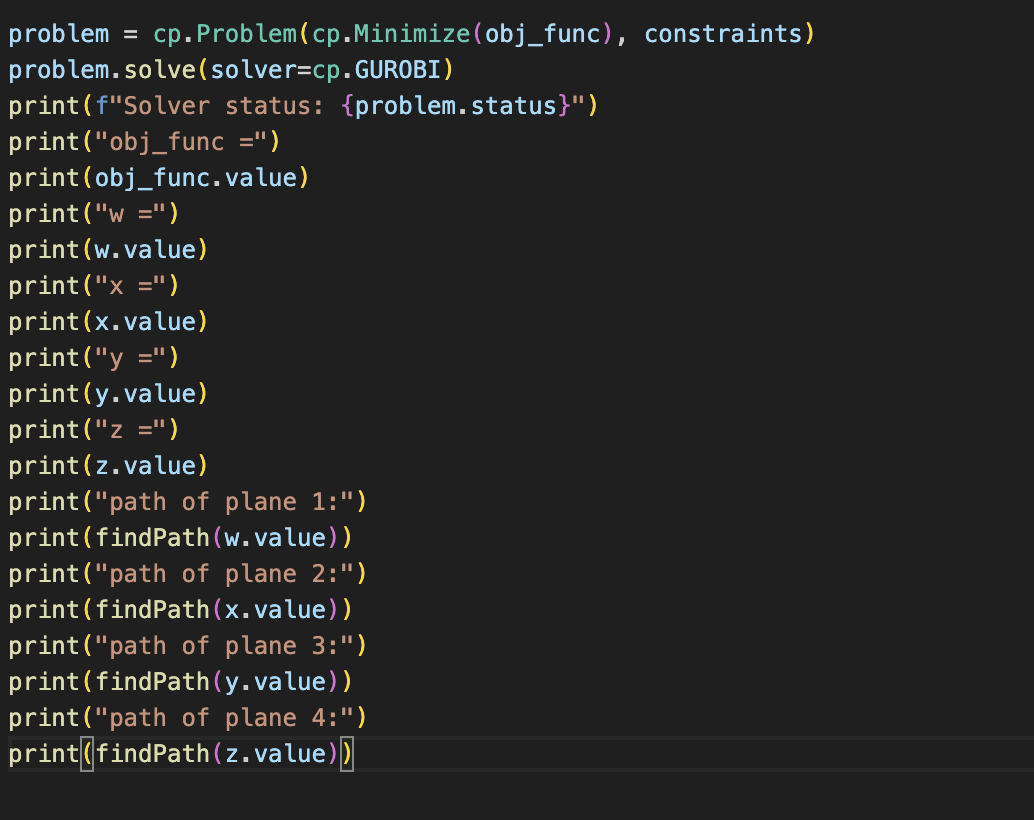 problem = cp.Problem(cp.Minimize(obj_func), constraints)
problem.solve(solver=cp.GUROBI)
print(f"Solver status: {problem.status}")
print("obj_func =")
print(obj_func.value)
print("w =")
print(w.value)
print("x =")
print(x.value)
print("y =")
print(y.value)
print("z =")
print(z.value)
print("path of plane 1:")
print(findPath(w.value))
print("path of plane 2:")
print(findPath(x.value))
print("path of plane 3:")
print(findPath(y.value))
print("path of plane 4:")
print(findPath(z.value))